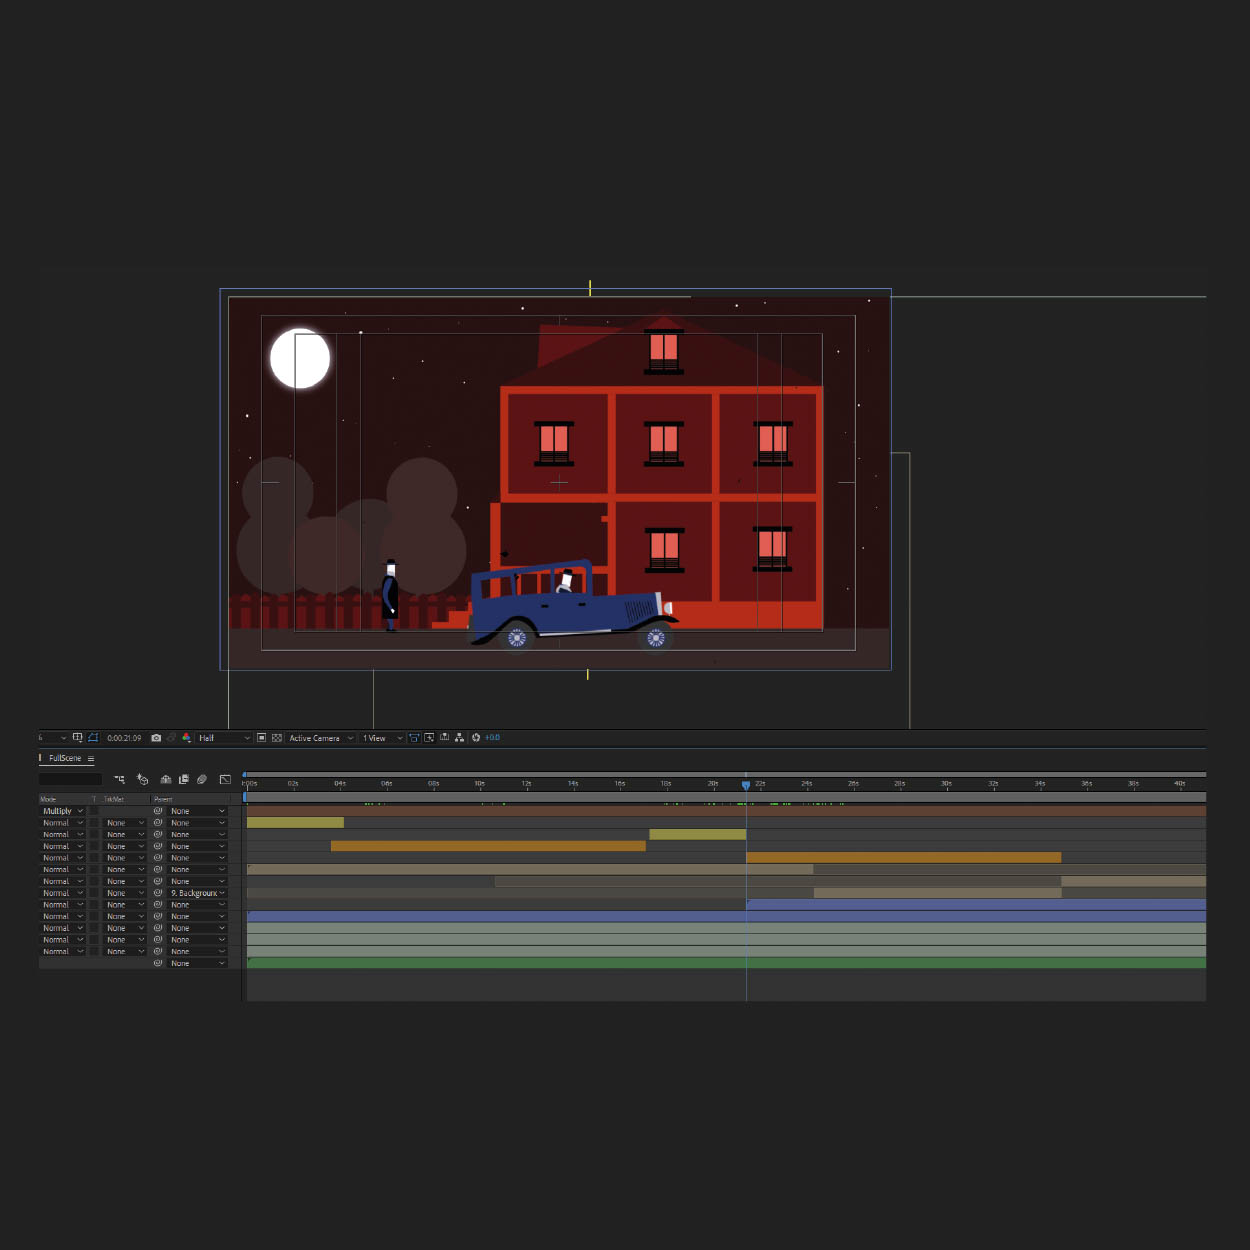 0:00:21:09 Half Active Camera 1 View +0.0
FullScene
:00s 02s 04s 06s 08s 10s 12s 14s 16s 18s 20s 22s 24s 26s 28s 30s 32s 34s 36s 38s 40s
Mode T TrkMat Parent
Multiply None
Normal None None
Normal None None
Normal None None
Normal None None
Normal None None
Normal None None
Normal None 9. Backgrounc
Normal None None
Normal None None
Normal None None
Normal None None
Normal None None
None